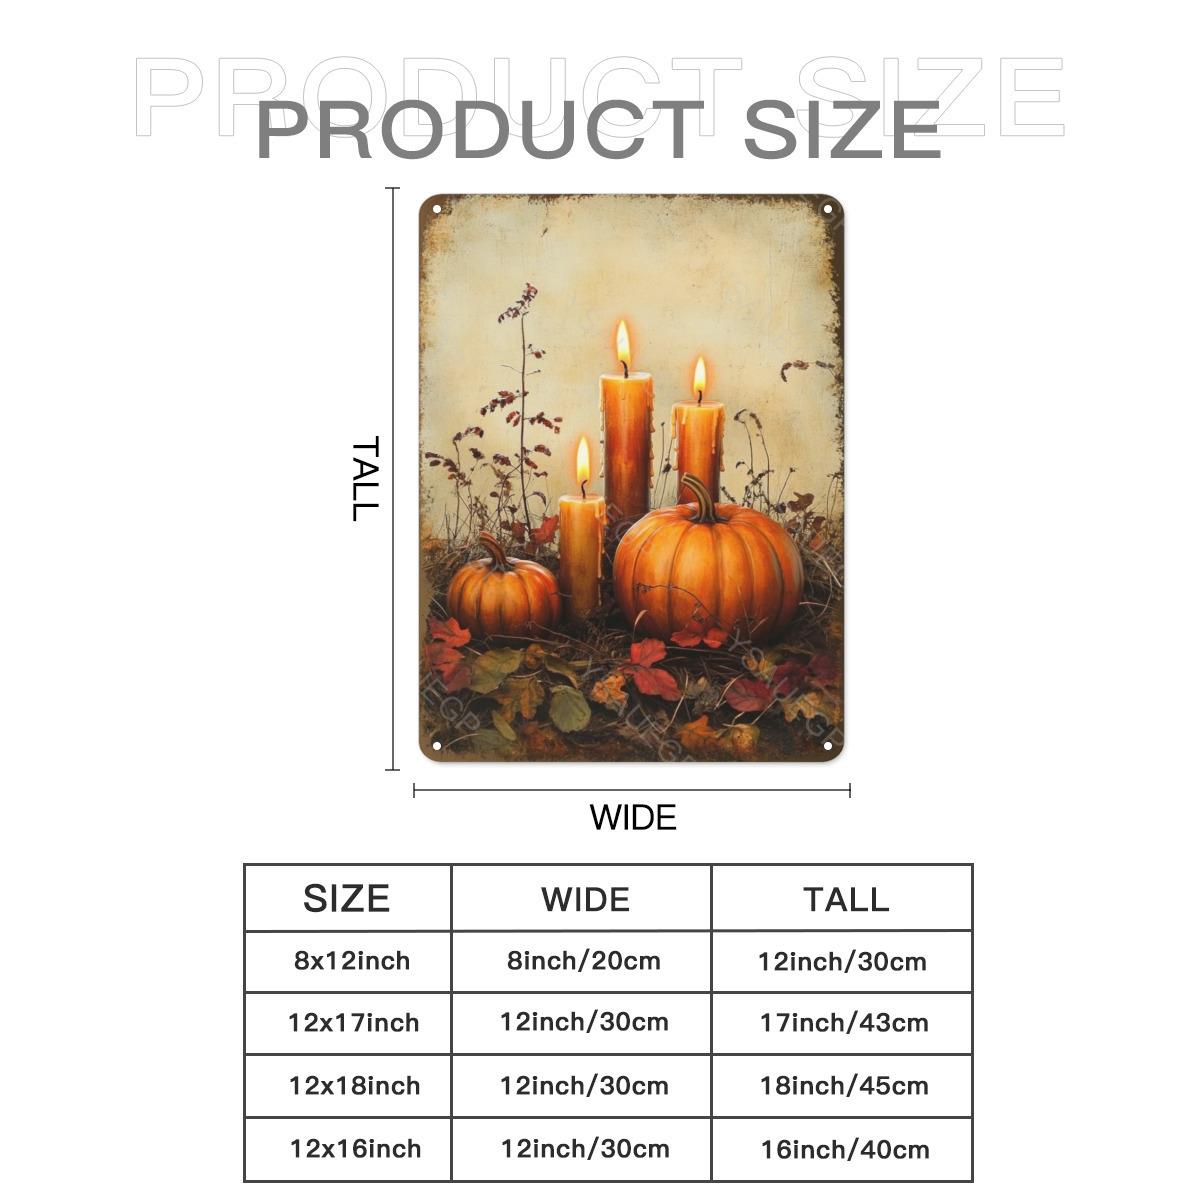 PRODUCT SIZE
PRODUCT SIZE
TALL
WIDE
SIZE WIDE TALL
8x12inch 8inch/20cm 12inch/30cm
12x17inch 12inch/30cm 17inch/43cm
12x18inch 12inch/30cm 18inch/45cm
12x16inch 12inch/30cm 16inch/40cm